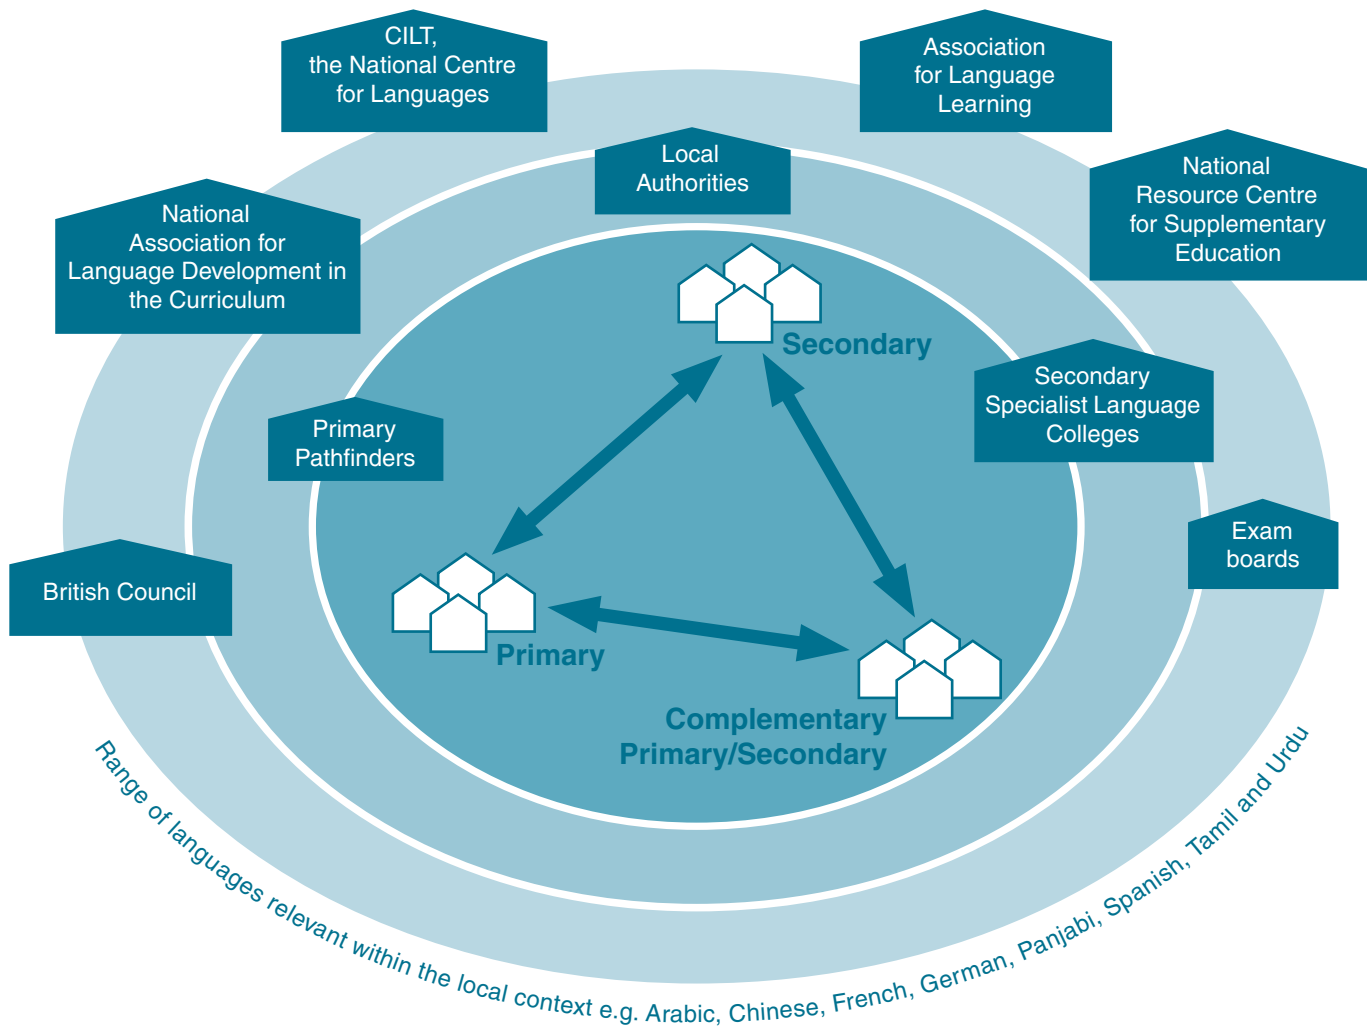 CILT,
the National Centre
for Languages
Association
for Language
Learning
Local
Authorities
National
Resource Centre
for Supplementary
Education
National
Association for
Language Development in
the Curriculum
Secondary
Secondary
Specialist Language
Colleges
Primary
Pathfinders
Exam
boards
British Council
Primary
Complementary
Primary/Secondary
Range of languages relevant within the local context e.g. Arabic, Chinese, French, German, Panjabi, Spanish, Tamil and Urdu